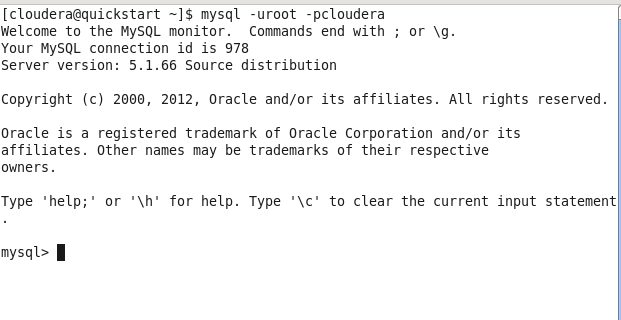 [cloudera@quickstart ~]$ mysql -uroot -pcloudera
Welcome to the MySQL monitor.  Commands end with ; or \g.
Your MySQL connection id is 978
Server version: 5.1.66 Source distribution

Copyright (c) 2000, 2012, Oracle and/or its affiliates. All rights reserved.

Oracle is a registered trademark of Oracle Corporation and/or its
affiliates. Other names may be trademarks of their respective
owners.

Type 'help;' or '\h' for help. Type '\c' to clear the current input statement
.

mysql>